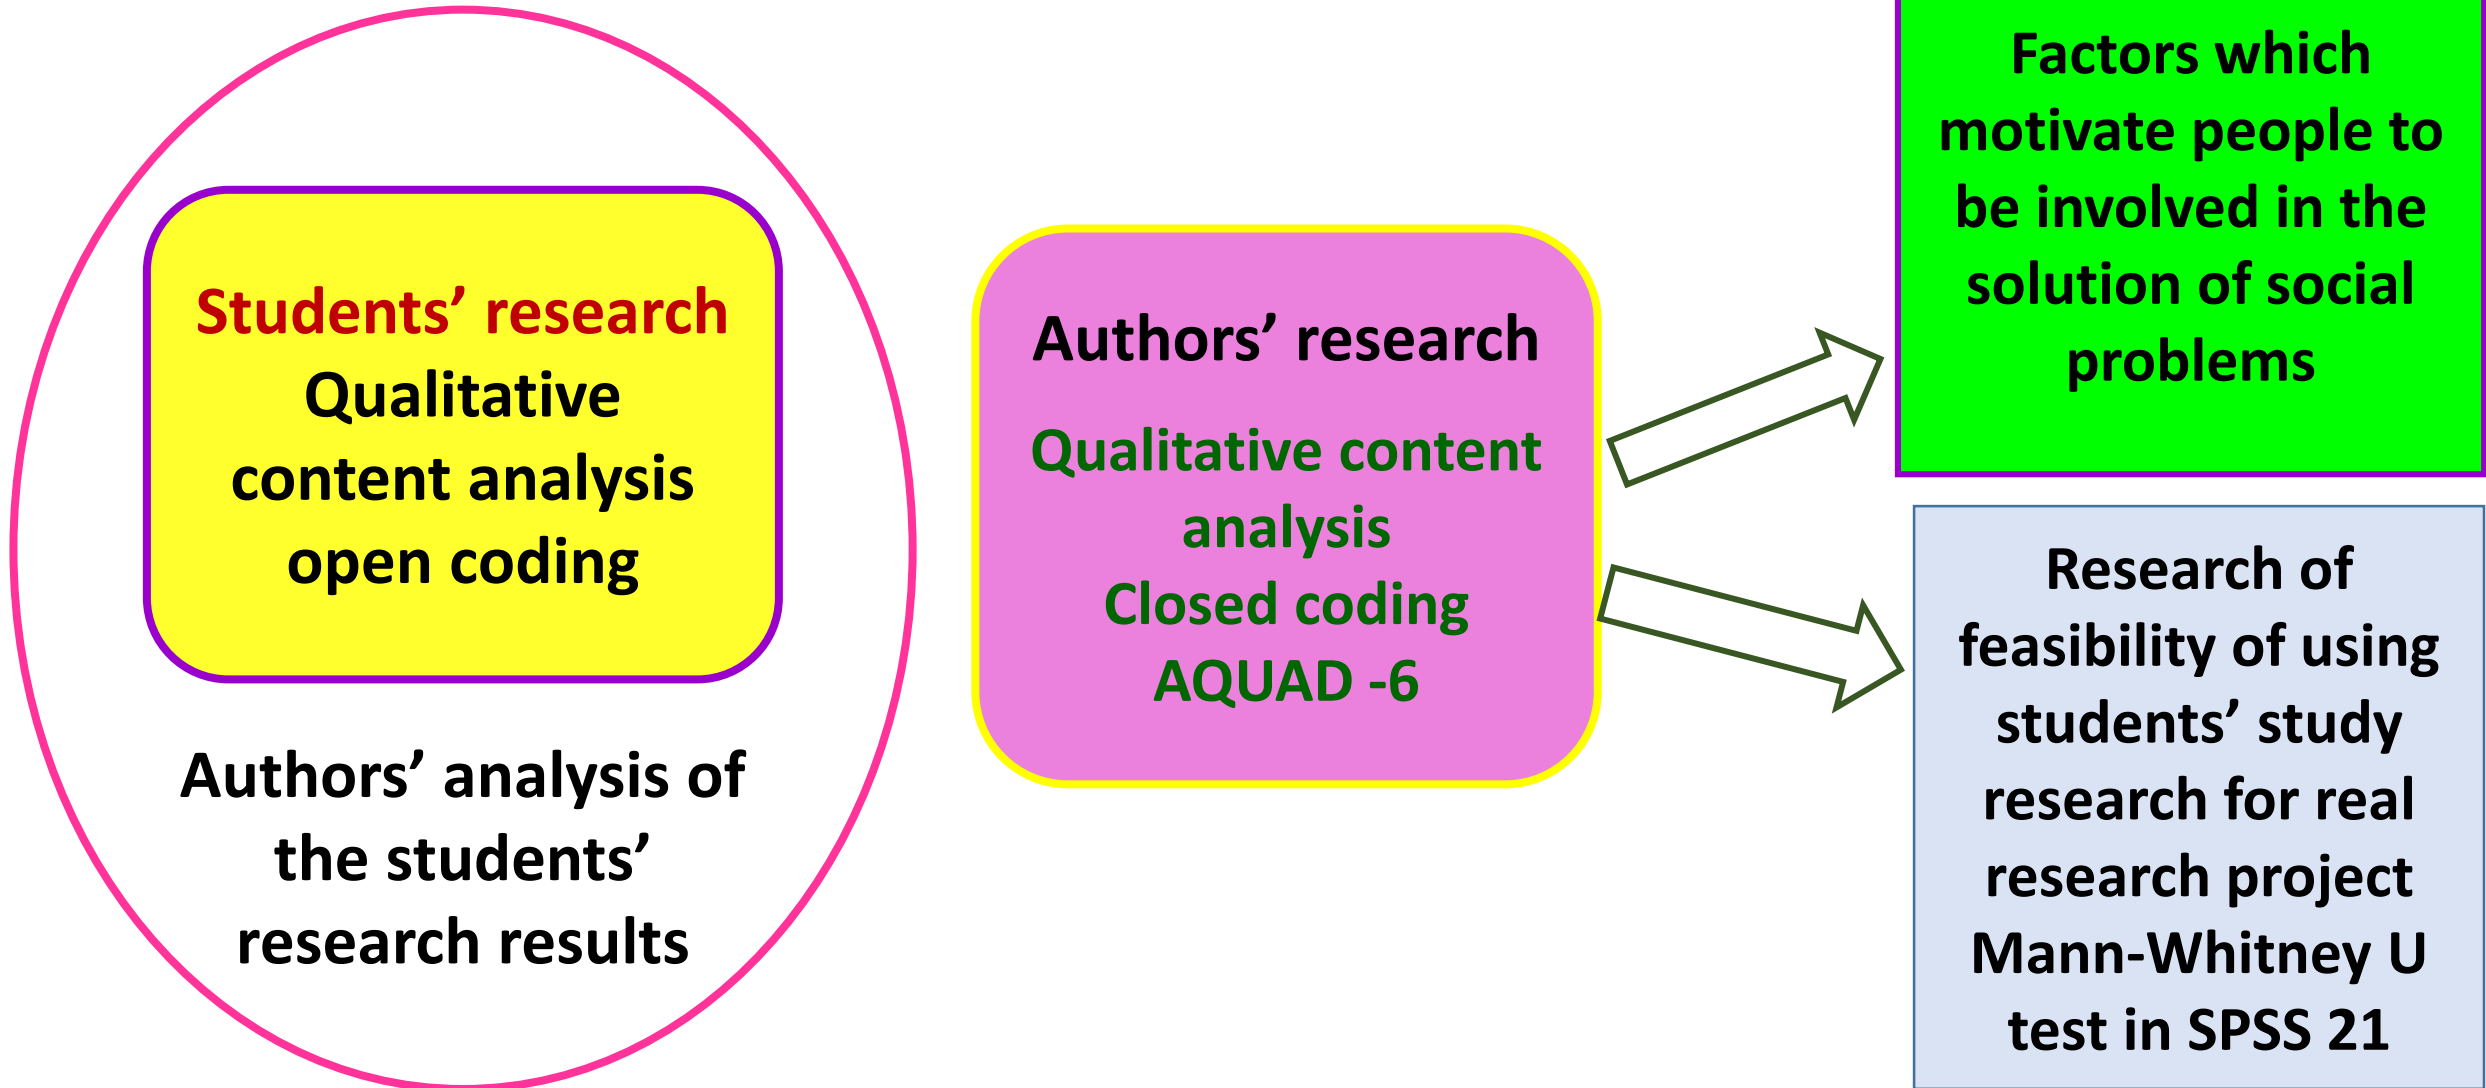 Students’ research
Qualitative
content analysis
open coding
Authors’ analysis of
the students’
research results
Authors’ research
Qualitative content
analysis
Closed coding
AQUAD -6
Factors which
motivate people to
be involved in the
solution of social
problems
Research of
feasibility of using
students’ study
research for real
research project
Mann-Whitney U
test in SPSS 21